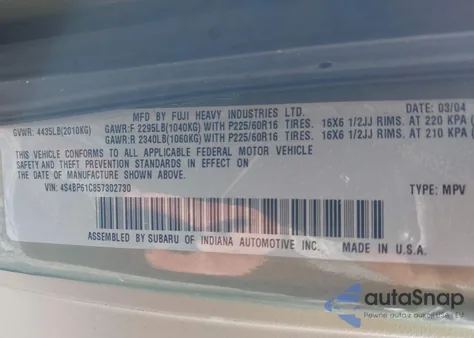 MFD BY FUJI HEAVY INDUSTRIES LTD. DATE: 03/04
GVWR: 4435LB(2010KG) GAWR:F 2295LB(1040KG) WITH P225/60R16 TIRES. 16X6 1/2JJ RIMS. AT 220 KPA
GAWR:R 2340LB(1060KG) WITH P225/60R16 TIRES. 16X6 1/2JJ RIMS. AT 210 KPA
THIS VEHICLE CONFORMS TO ALL APPLICABLE FEDERAL MOTOR VEHICLE
SAFETY AND THEFT PREVENTION STANDARDS IN EFFECT ON
THE DATE OF MANUFACTURE SHOWN ABOVE.
VIN: 4S4BP61C857302730 TYPE: MPV
ASSEMBLED BY SUBARU OF INDIANA AUTOMOTIVE INC. MADE IN U.S.A.
autaSnap
Pewne auta z aukcji